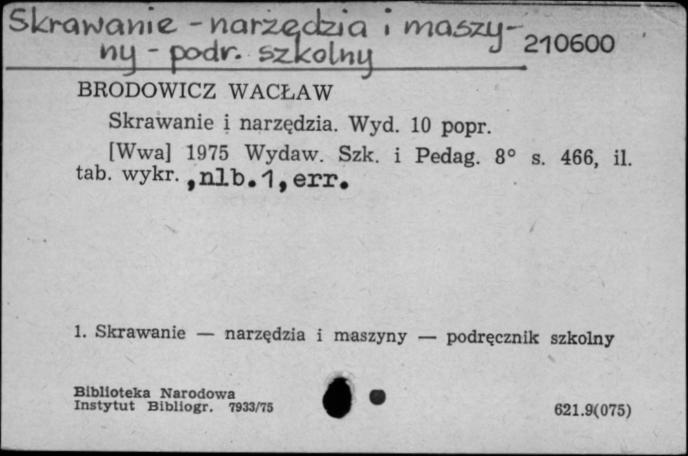 Skrawanie - narzędzia i maszy- 210600
ny - podr. szkolny
BRODOWICZ WACŁAW
Skrawanie i narzędzia. Wyd. 10 popr.
[Wwa] 1975 Wydaw. Szk. i Pedag. 8° s. 466, il.
tab. wykr. ,nlb.1,err.
1. Skrawanie — narzędzia i maszyny — podręcznik szkolny
Biblioteka Narodowa
Instytut Bibliogr. 7933/75 621.9(075)